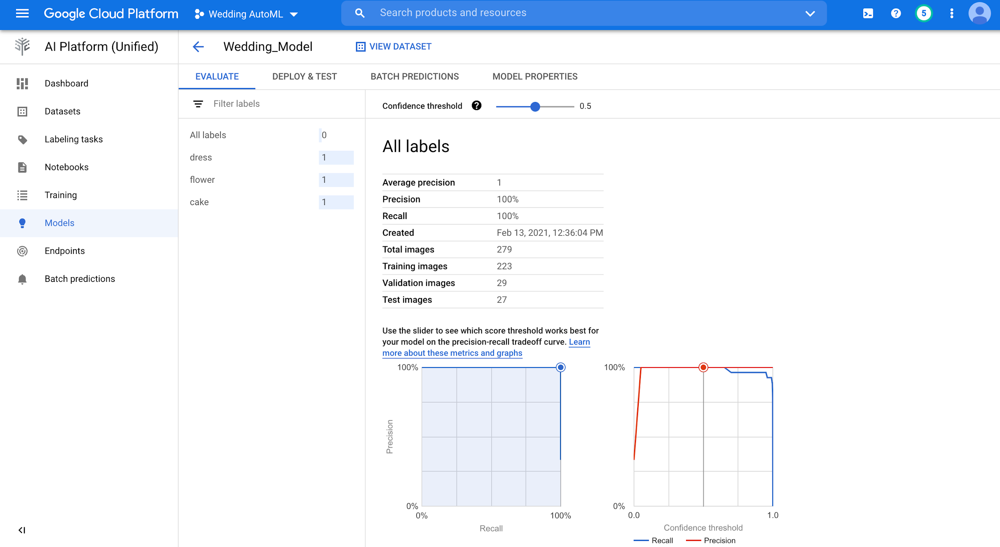 Google Cloud Platform
Wedding AutoML
Search products and resources
5
AI Platform (Unified)
Wedding_Model
VIEW DATASET
Dashboard
Datasets
Labeling tasks
Notebooks
Training
Models
Endpoints
Batch predictions
EVALUATE
DEPLOY & TEST
BATCH PREDICTIONS
MODEL PROPERTIES
Filter labels
Confidence threshold
0.5
All labels 0
dress 1
flower 1
cake 1
All labels
Average precision 1
Precision 100%
Recall 100%
Created Feb 13, 2021, 12:36:04 PM
Total images 279
Training images 223
Validation images 29
Test images 27
Use the slider to see which score threshold works best for
your model on the precision-recall tradeoff curve. Learn
more about these metrics and graphs
100%
Precision
0%
0%
100%
Recall
100%
0%
0.0
1.0
Confidence threshold
Recall
Precision